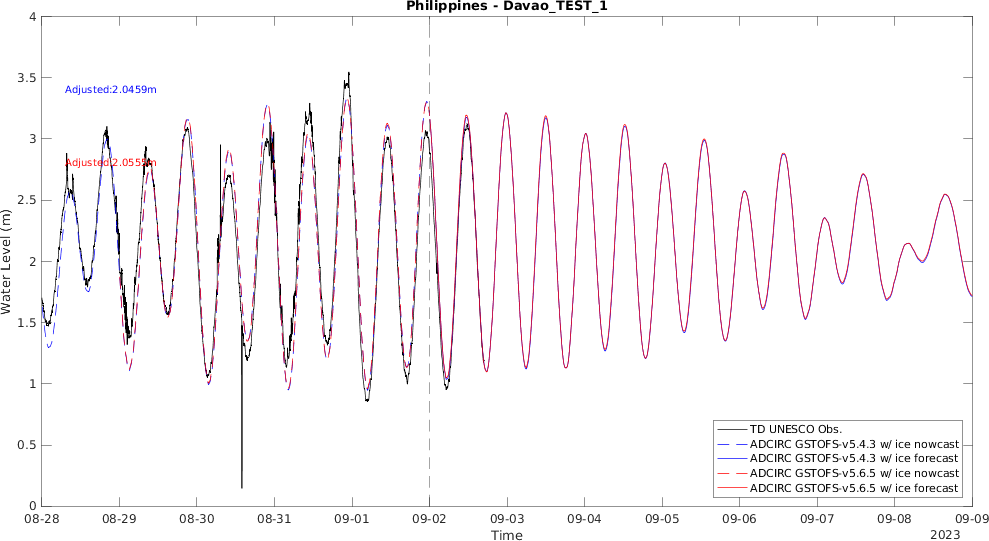 Philippines - Davao_TEST_1
Water Level (m)
4
3.5
3
2.5
2
1.5
1
0.5
0
Adjusted:2.0459m
Adjusted:2.0555m
TD UNESCO Obs.
ADCIRC GSTOFS-v5.4.3 w/ ice nowcast
ADCIRC GSTOFS-v5.4.3 w/ ice forecast
ADCIRC GSTOFS-v5.6.5 w/ ice nowcast
ADCIRC GSTOFS-v5.6.5 w/ ice forecast
08-28 08-29 08-30 08-31 09-01 09-02 09-03 09-04 09-05 09-06 09-07 09-08 09-09
Time
2023